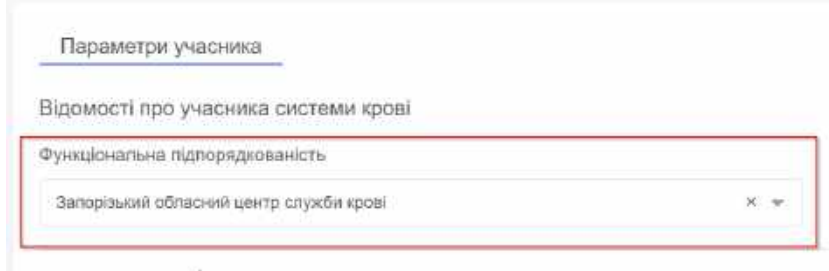 Параметри учасника
Відомості про учасника системи крові
Функціональна підпорядкованість
Запорізький обласний центр служби крові